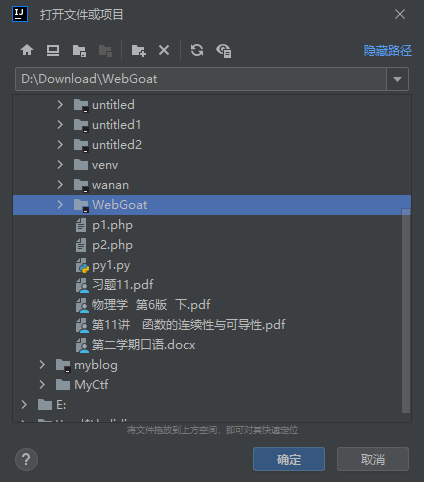 IJ
打开文件或项目
隐藏路径
D:\Download\WebGoat
untitled
untitled1
untitled2
venv
wanan
WebGoat
p1.php
p2.php
py1.py
习题11.pdf
物理学 第6版 下.pdf
第11讲 函数的连续性与可导性.pdf
第二学期口语.docx
myblog
MyCtf
E:
将文件拖放到上方空间，即可对其快速定位
?
确定
取消